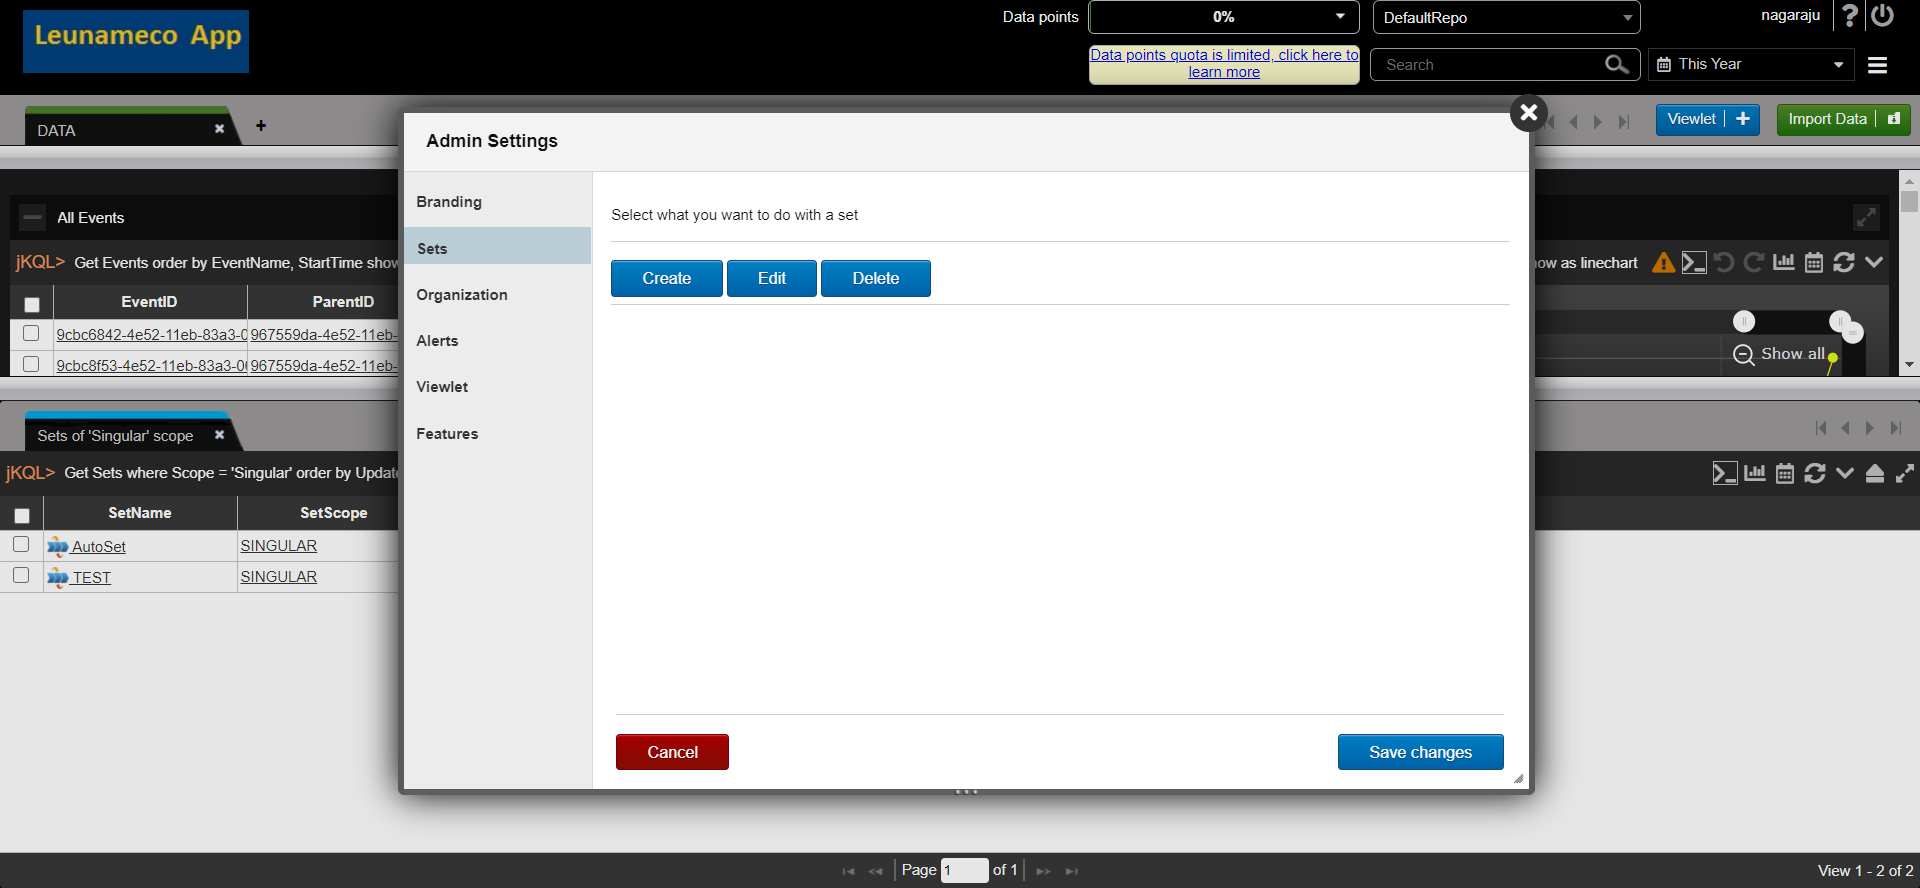 Leunameco App
Data points
0%
DefaultRepo
nagaraju
?
Data points quota is limited, click here to
learn more
Search
This Year
DATA
+
Viewlet +
Import Data
Admin Settings
Branding
Sets
Organization
Alerts
Viewlet
Features
Select what you want to do with a set
Create
Edit
Delete
Cancel
Save changes
All Events
jKQL> Get Events order by EventName, StartTime show
ow as linechart
EventID
ParentID
9cbc6842-4e52-11eb-83a3-0
967559da-4e52-11eb-
9cbc8f53-4e52-11eb-83a3-0
967559da-4e52-11eb-
Show all
Sets of 'Singular' scope
jKQL> Get Sets where Scope = 'Singular' order by Update
SetName
SetScope
AutoSet
SINGULAR
TEST
SINGULAR
Page 1 of 1
View 1 - 2 of 2